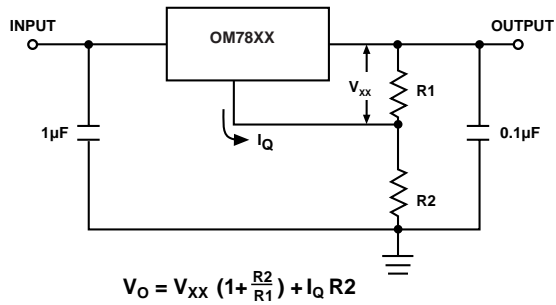 INPUT
OM78XX
OUTPUT
Vxx
R1
1µF
IQ
0.1µF
R2
VO = VXX (1+ R2/R1) + IQ R2